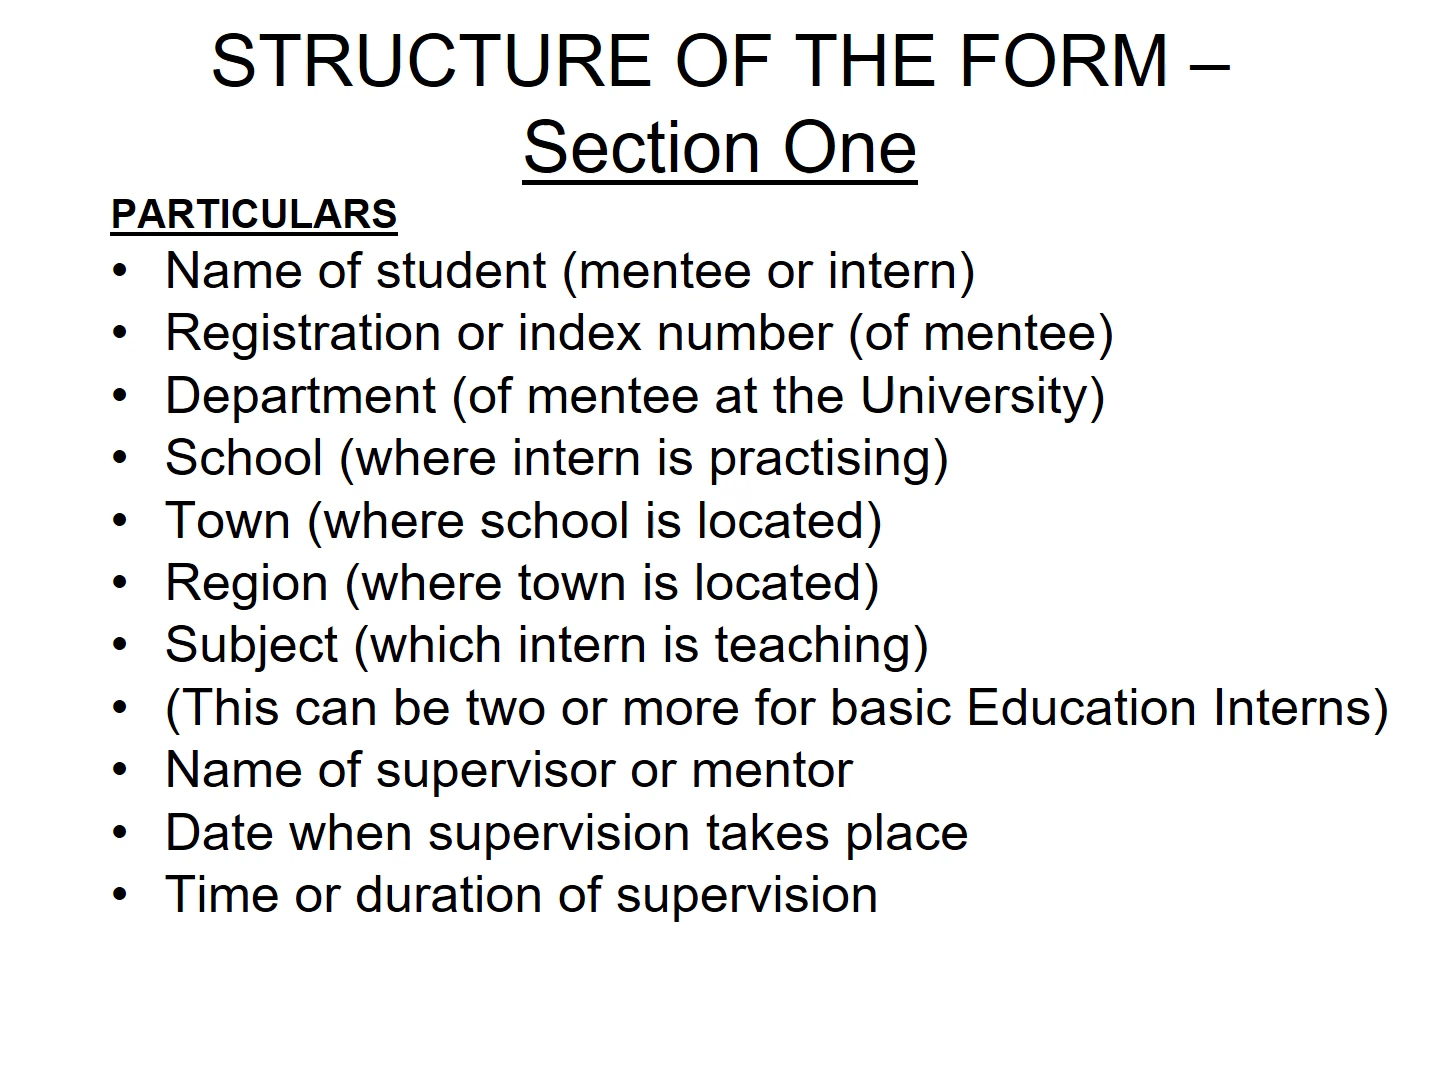 STRUCTURE OF THE FORM –
Section One
PARTICULARS
• Name of student (mentee or intern)
• Registration or index number (of mentee)
• Department (of mentee at the University)
• School (where intern is practising)
• Town (where school is located)
• Region (where town is located)
• Subject (which intern is teaching)
• (This can be two or more for basic Education Interns)
• Name of supervisor or mentor
• Date when supervision takes place
• Time or duration of supervision